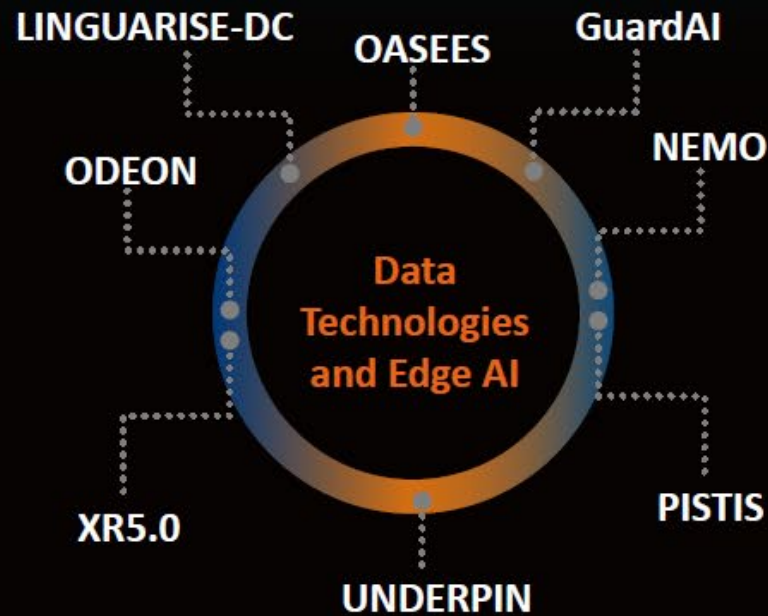 LINGUARISE-DC
OASEES
GuardAI
ODEON
NEMO
Data
Technologies
and Edge AI
XR5.0
PISTIS
UNDERPIN